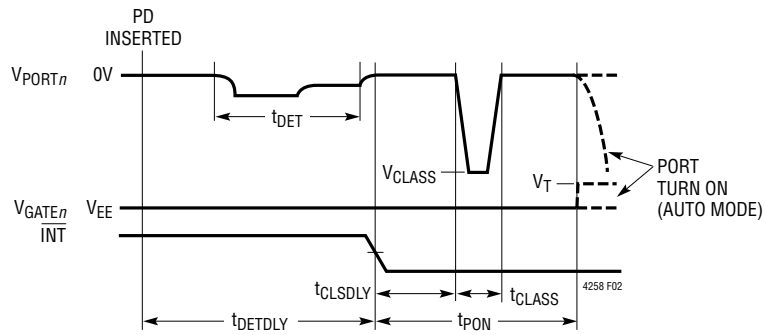 PD
INSERTED
VPORTn 0V
tDET
VCLASS
VT
PORT
TURN ON
(AUTO MODE)
VGATEn VEE
INT
tCLSDLY
tCLASS
4258 F02
tDETDLY
tPON